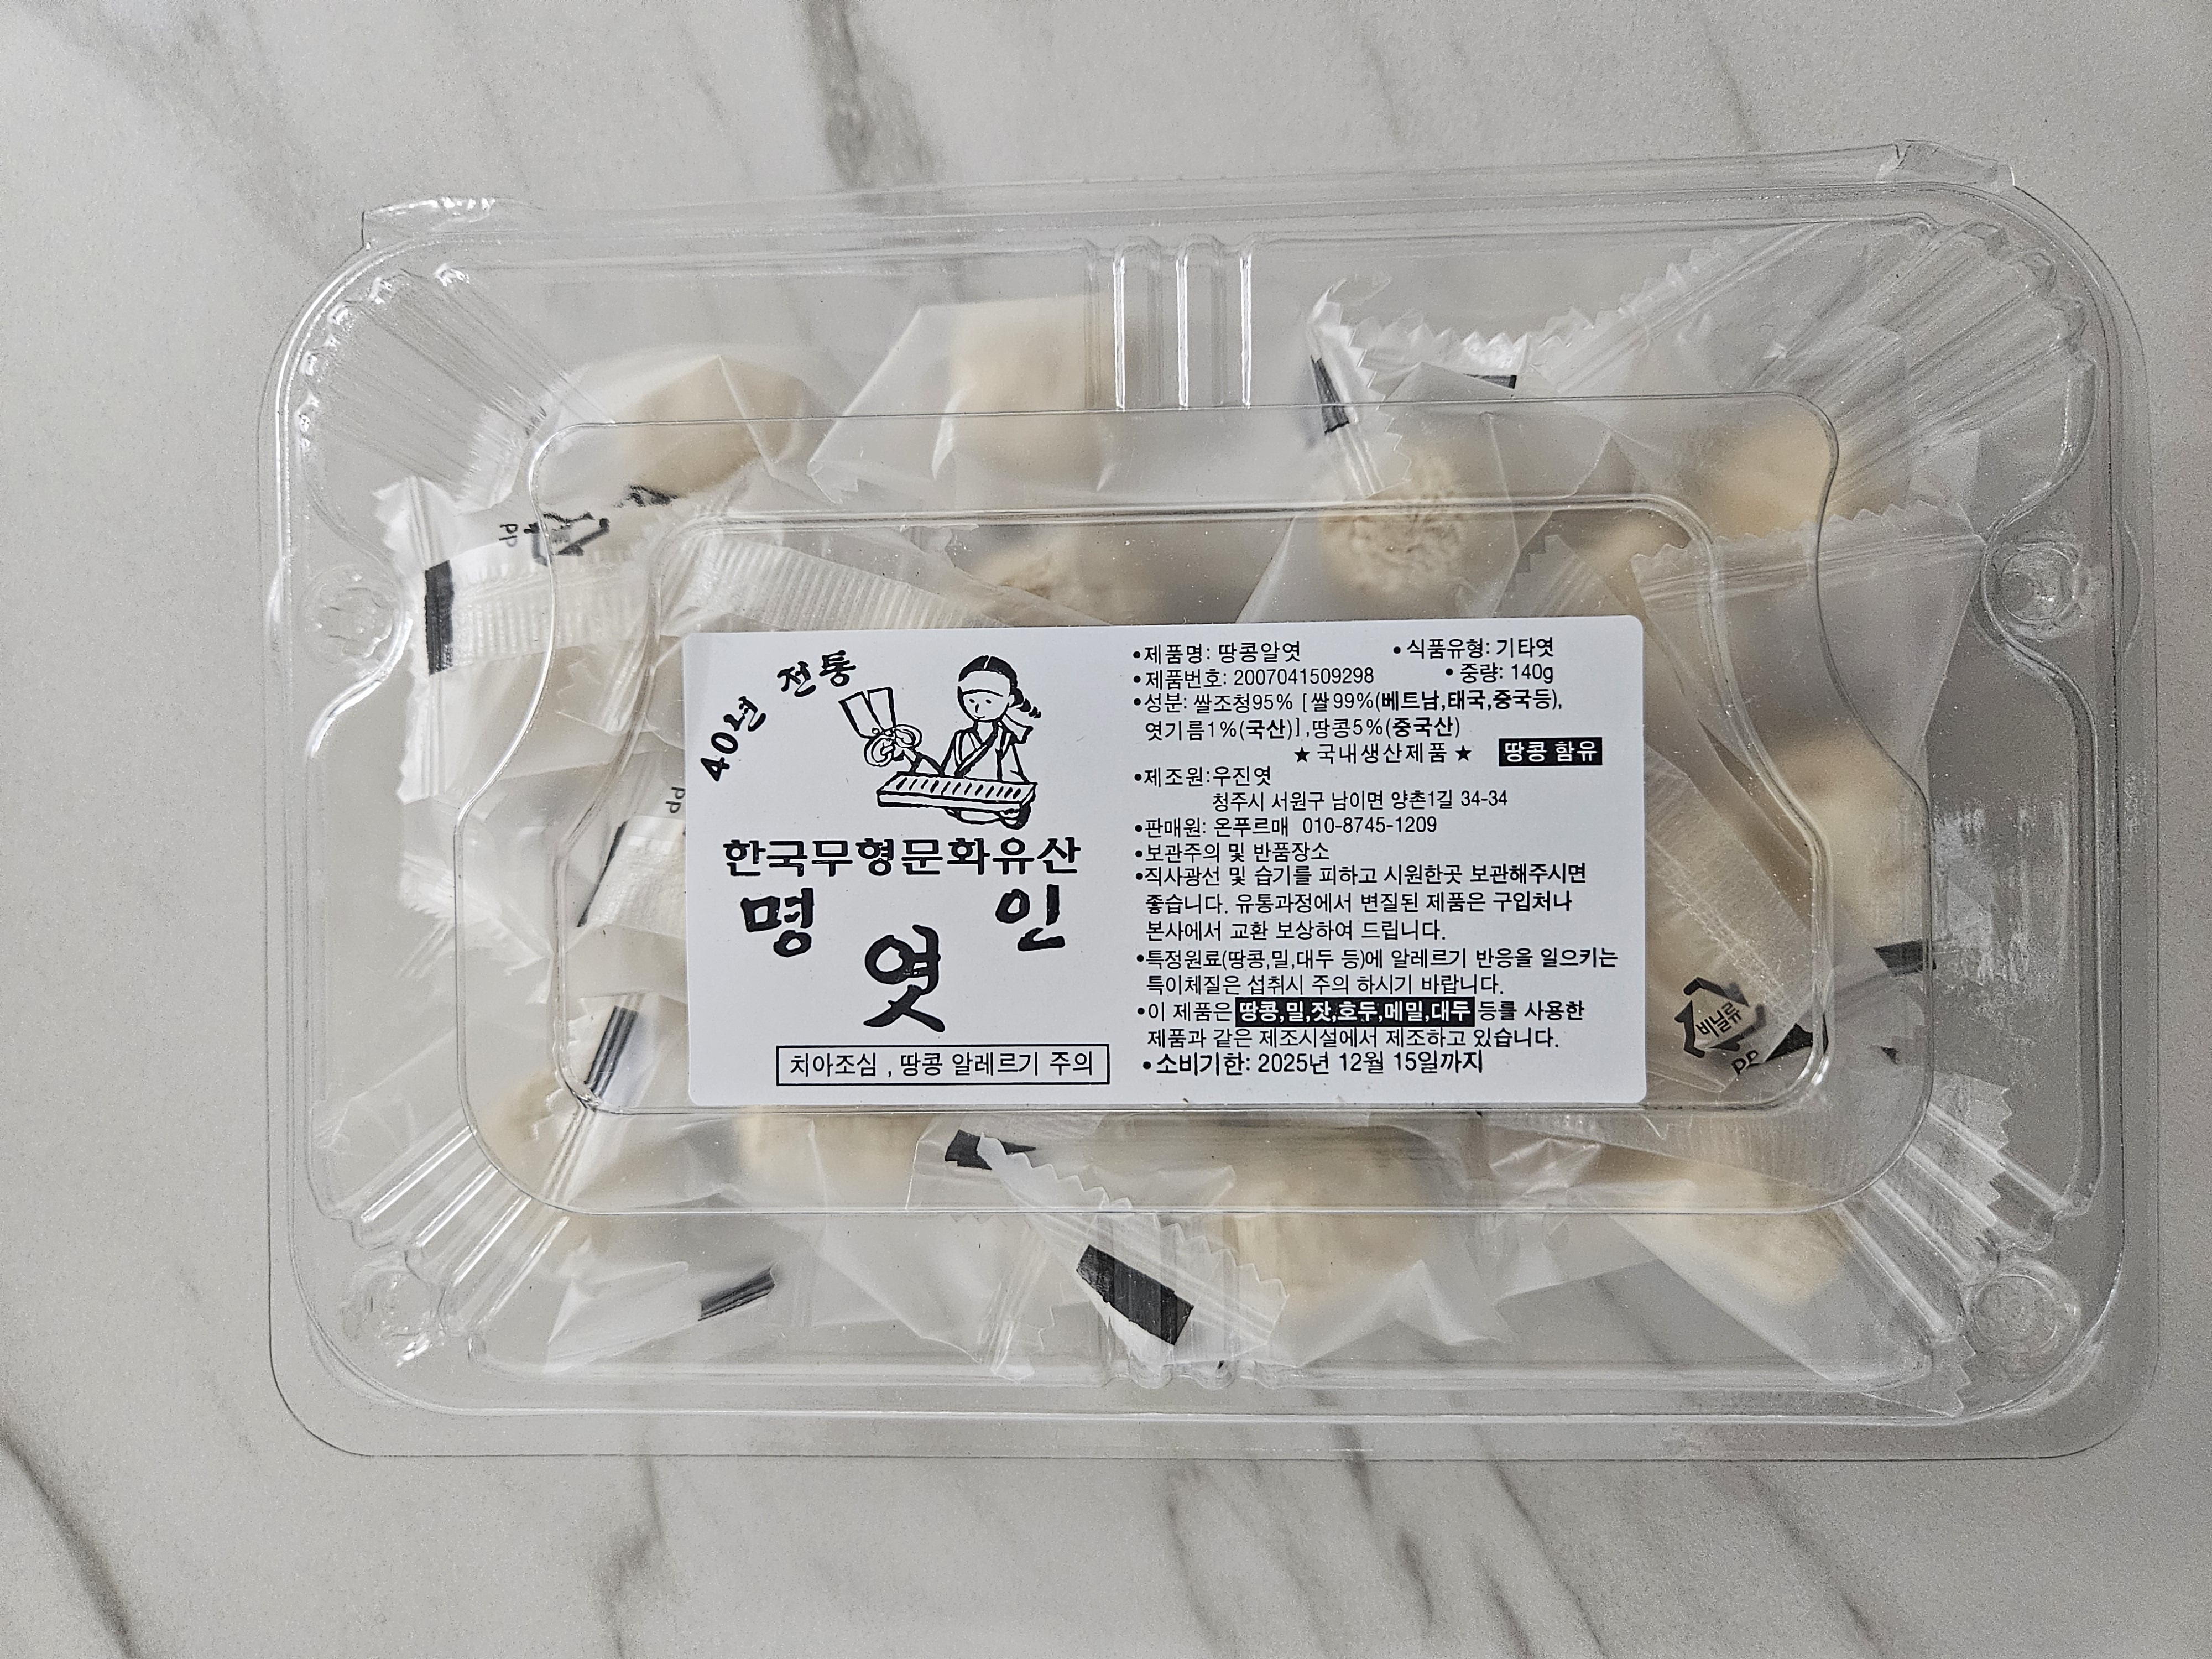 40년 전통
한국무형문화유산
명 인
엿
치아조심 , 땅콩 알레르기 주의
•제품명: 땅콩알엿 •식품유형: 기타엿
•제품번호: 2007041509298 •중량: 140g
•성분: 쌀조청95% [쌀99%(베트남,태국,중국등),
엿기름1%(국산)],땅콩5%(중국산)
★국내생산제품★ 땅콩 함유
•제조원:우진엿
청주시 서원구 남이면 양촌1길 34-34
•판매원: 온푸르매 010-8745-1209
•보관주의 및 반품장소
•직사광선 및 습기를 피하고 시원한곳 보관해주시면
좋습니다. 유통과정에서 변질된 제품은 구입처나
본사에서 교환 보상하여 드립니다.
•특정원료(땅콩,밀,대두 등)에 알레르기 반응을 일으키는
특이체질은 섭취시 주의 하시기 바랍니다.
•이 제품은 땅콩,밀,잣,호두,메밀,대두 등를 사용한
제품과 같은 제조시설에서 제조하고 있습니다.
•소비기한: 2025년 12월 15일까지
비닐류
PP
PP
PP